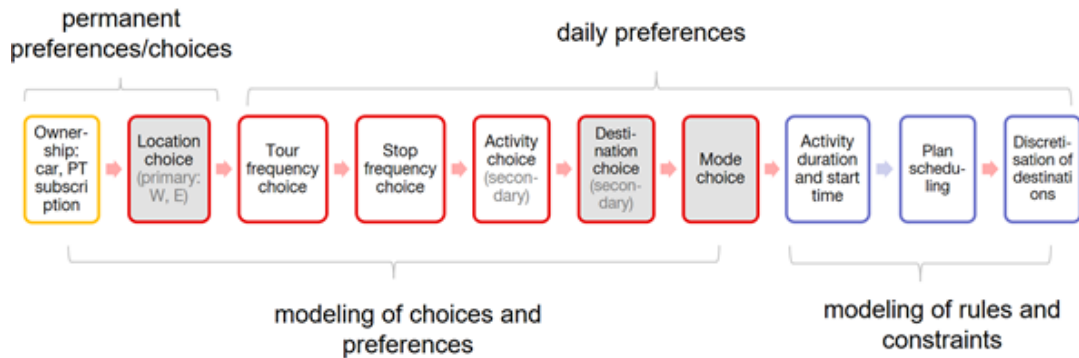 permanent
preferences/choices
daily preferences
Owner-
ship:
car, PT
subscri
ption
Location
choice
(primary:
W, E)
Tour
frequency
choice
Stop
frequency
choice
Activity
choice
(secon-
dary)
Desti-
nation
choice
(secon-
dary)
Mode
choice
Activity
duration
and start
time
Plan
schedu-
ling
Discreti-
sation of
destinati
ons
modeling of choices and
preferences
modeling of rules and
constraints